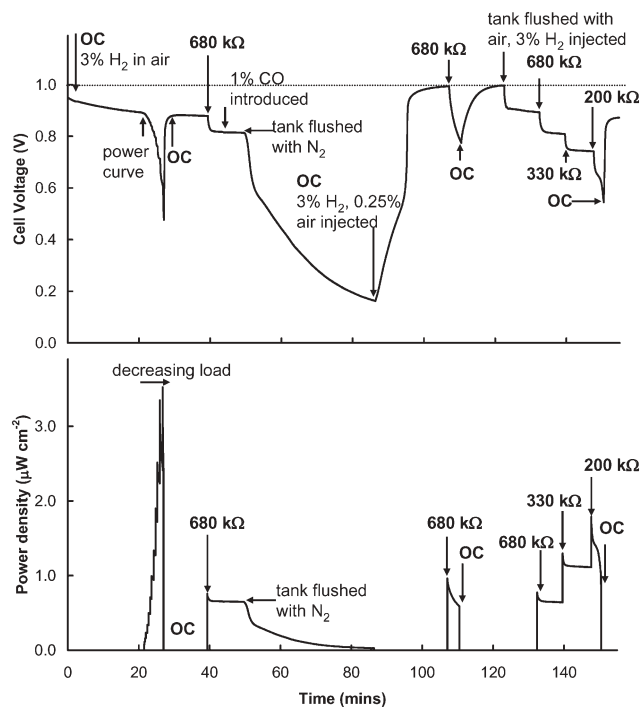 OC
3% H2 in air
680 kΩ
1% CO
introduced
tank flushed
with N2
power
curve
OC
OC
3% H2, 0.25%
air injected
680 kΩ
OC
tank flushed with
air, 3% H2 injected
680 kΩ
200 kΩ
330 kΩ
OC
Cell Voltage (V)
1.0
0.8
0.6
0.4
0.2
0.0
decreasing load
680 kΩ
OC
tank flushed
with N2
680 kΩ
OC
680 kΩ
330 kΩ
200 kΩ
OC
Power density (µW cm-2)
3.0
2.0
1.0
0.0
0 20 40 60 80 100 120 140
Time (mins)